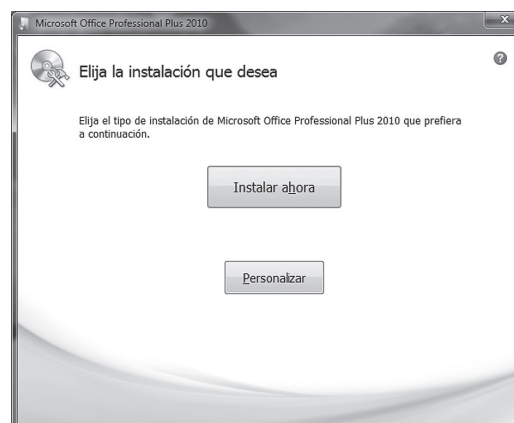 Microsoft Office Professional Plus 2010
Elija la instalación que desea
Elija el tipo de instalación de Microsoft Office Professional Plus 2010 que prefiera
a continuación.
Instalar ahora
Personalizar